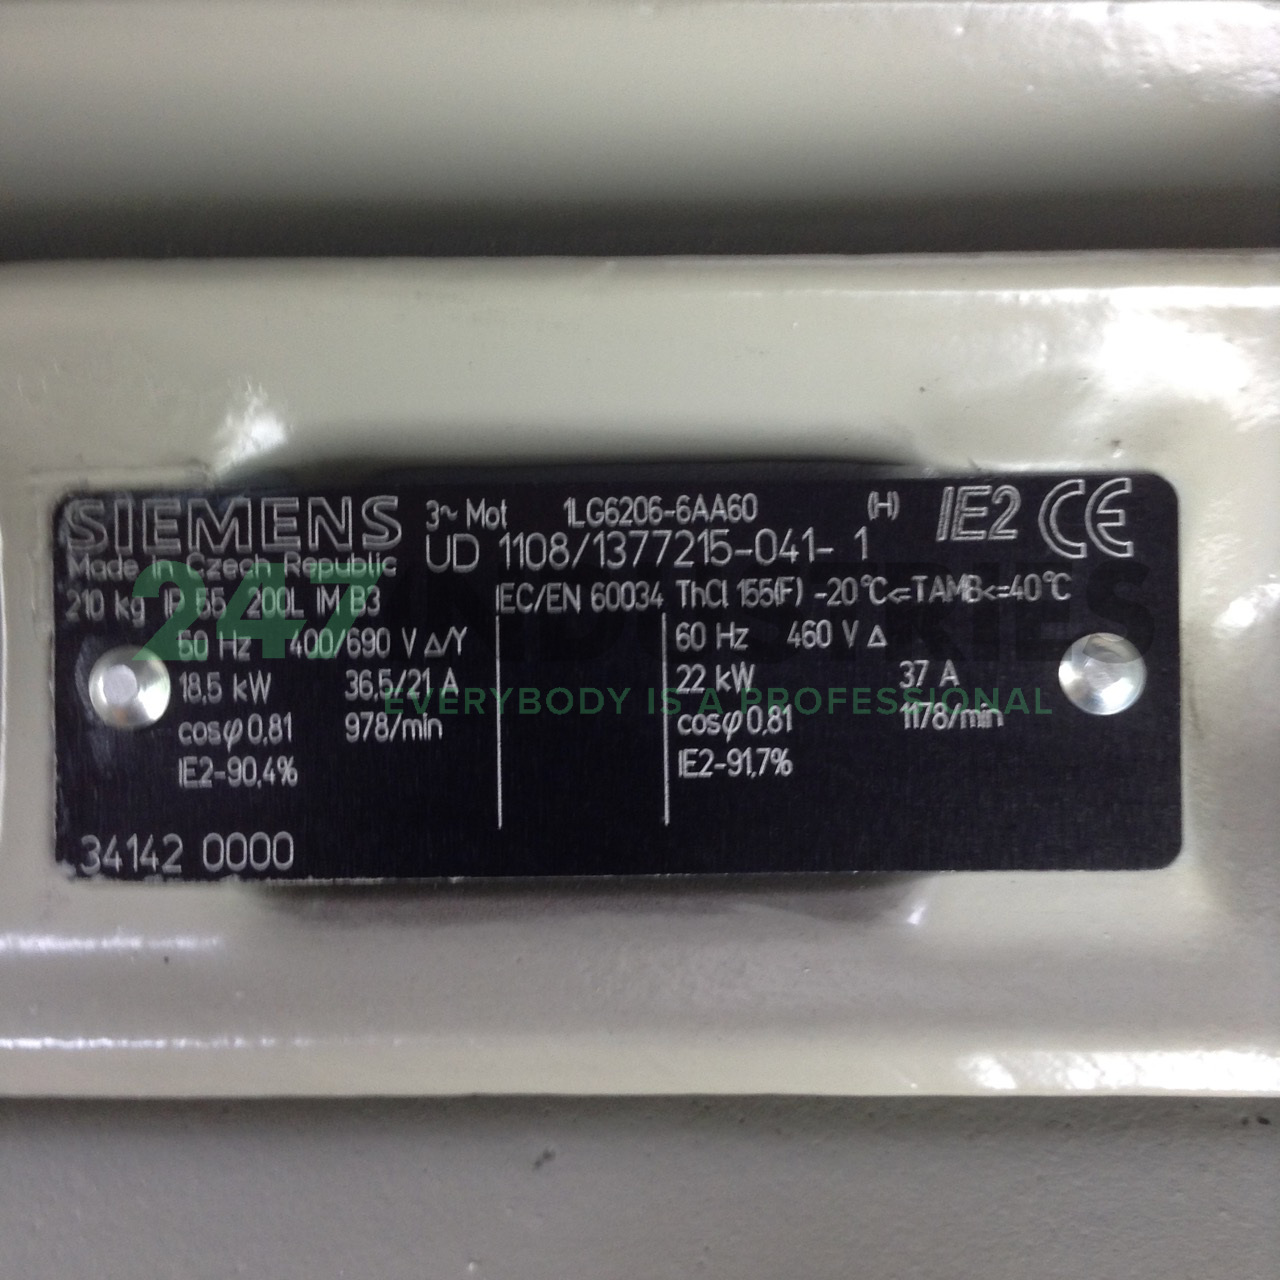 SIEMENS 3~ Mot 1LG6206-6AA60 (H) IE2 CE
Made in Czech Republic UD 1108/1377215-041- 1
210 kg IP 55 200L IM B3 IEC/EN 60034 ThCl 155(F) -20°C<=TAMB<=40°C
50 Hz 400/690 V Δ/Y 60 Hz 460 V Δ
18,5 kW 36,5/21 A 22 kW 37 A
cosφ 0,81 978/min cosφ 0,81 1178/min
IE2-90,4% IE2-91,7%
34142 0000
247 INDUSTRIES
EVERYBODY IS A PROFESSIONAL